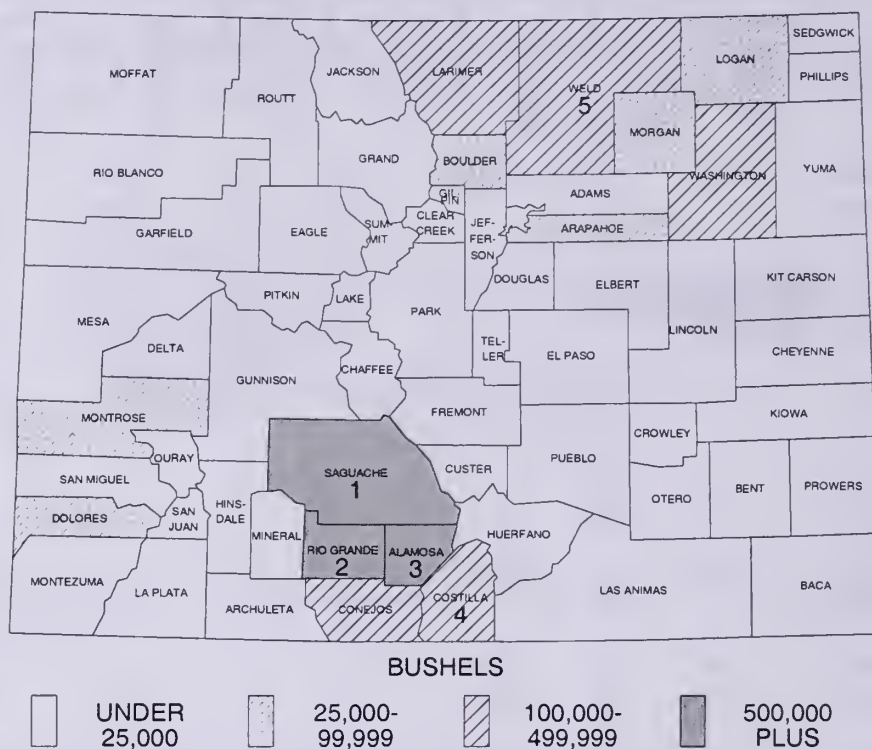 SEDGWICK
LOGAN
MOFFAT
JACKSON
LARIMER
PHILLIPS
WELD
5
ROUTT
MORGAN
GRAND
BOULDER
RIO BLANCO
WASHINGTON
YUMA
GIL-
PIN
ADAMS
CLEAR
CREEK
SUM-
MIT
JEF-
FER-
SON
GARFIELD
EAGLE
ARAPAHOE
DOUGLAS
ELBERT
KIT CARSON
PITKIN
LAKE
PARK
MESA
LINCOLN
DELTA
TEL-
LER
EL PASO
CHEYENNE
CHAFFEE
GUNNISON
FREMONT
MONTROSE
KIOWA
CROWLEY
OURAY
CUSTER
PUEBLO
SAGUACHE
1
SAN MIGUEL
BENT
PROWERS
OTERO
HINS-
DALE
SAN
JUAN
DOLORES
MINERAL
HUERFANO
RIO GRANDE
2
ALAMOSA
3
MONTEZUMA
LA PLATA
ARCHULETA
CONEJOS
COSTILLA
4
LAS ANIMAS
BACA
BUSHELS
UNDER
25,000
25,000-
99,999
100,000-
499,999
500,000
PLUS